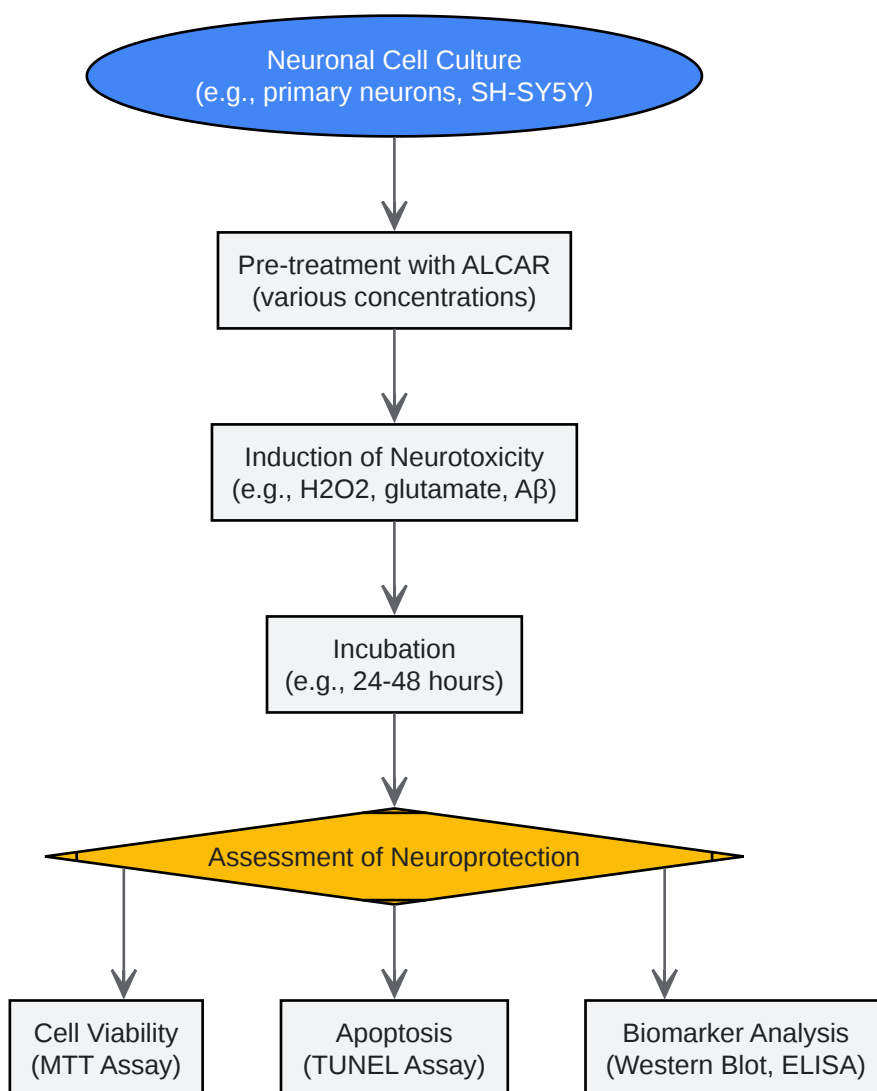 Neuronal Cell Culture
(e.g., primary neurons, SH-SY5Y)
Pre-treatment with ALCAR
(various concentrations)
Induction of Neurotoxicity
(e.g., H2O2, glutamate, Aβ)
Incubation
(e.g., 24-48 hours)
Assessment of Neuroprotection
Cell Viability
(MTT Assay)
Apoptosis
(TUNEL Assay)
Biomarker Analysis
(Western Blot, ELISA)